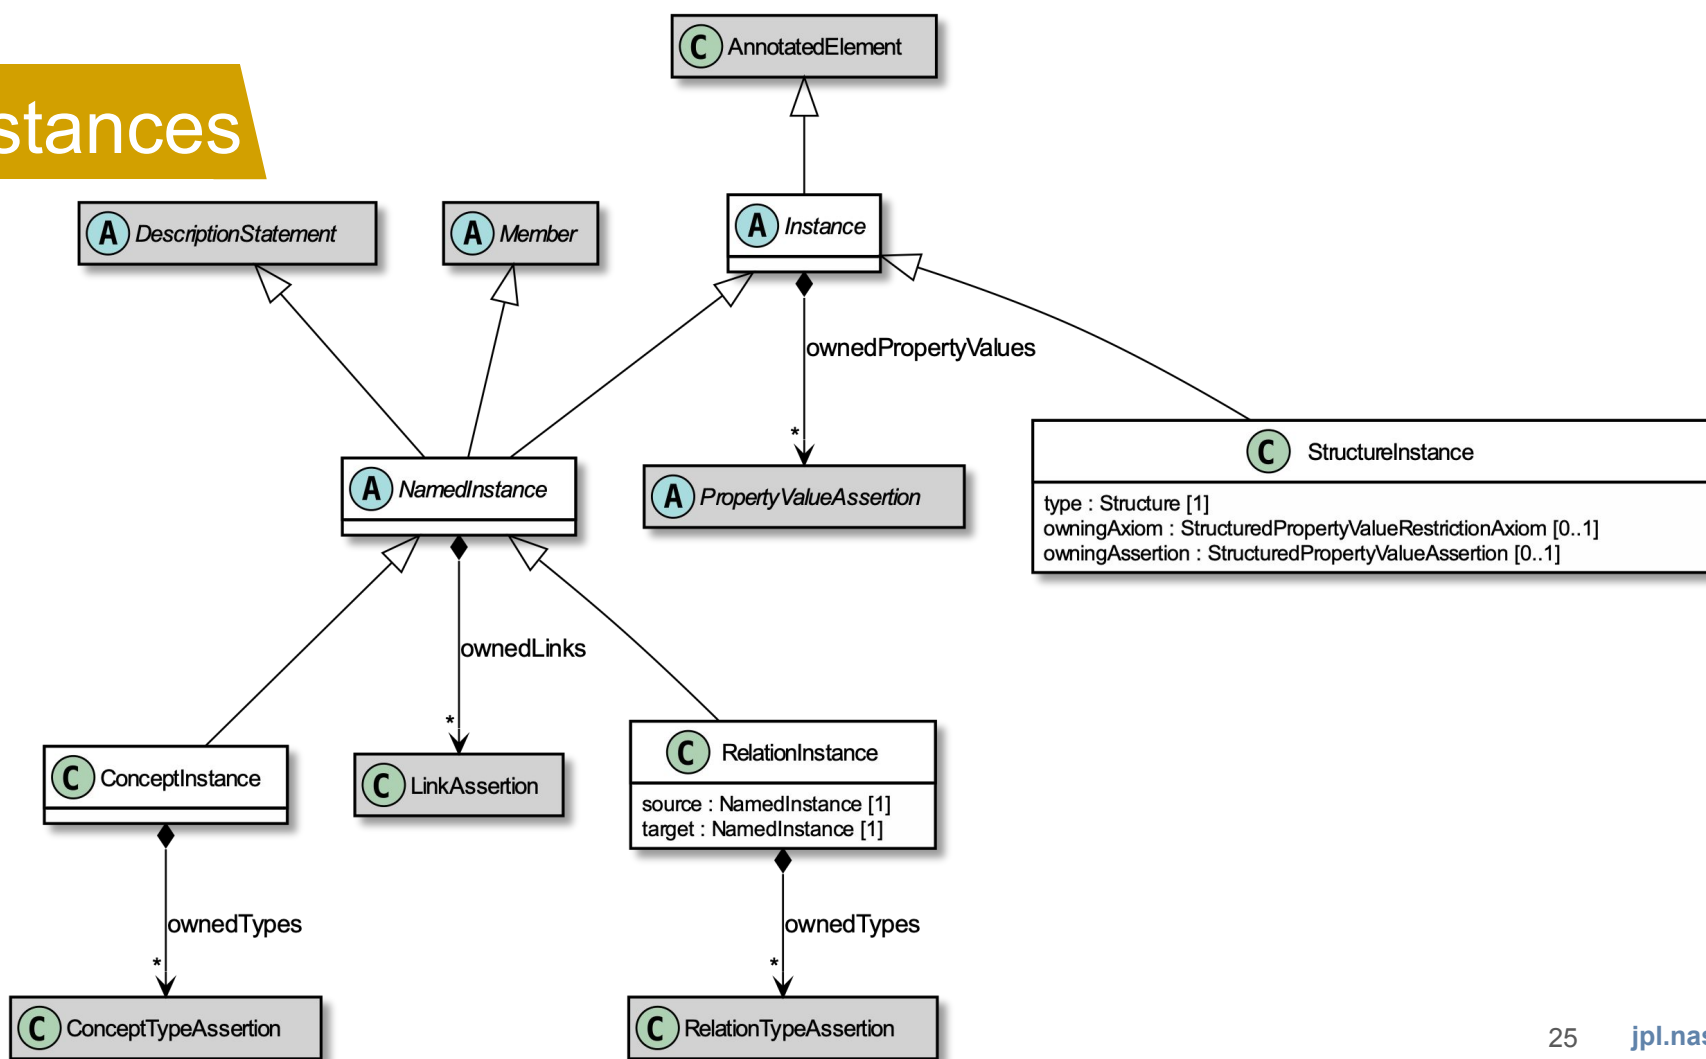 C AnnotatedElement
stances
A DescriptionStatement
A Member
A Instance
ownedPropertyValues
*
A NamedInstance
A PropertyValueAssertion
C StructureInstance
type : Structure [1]
owningAxiom : StructuredPropertyValueRestrictionAxiom [0..1]
owningAssertion : StructuredPropertyValueAssertion [0..1]
ownedLinks
*
C ConceptInstance
C LinkAssertion
C RelationInstance
source : NamedInstance [1]
target : NamedInstance [1]
ownedTypes
*
ownedTypes
*
C ConceptTypeAssertion
C RelationTypeAssertion
25
jpl.nas